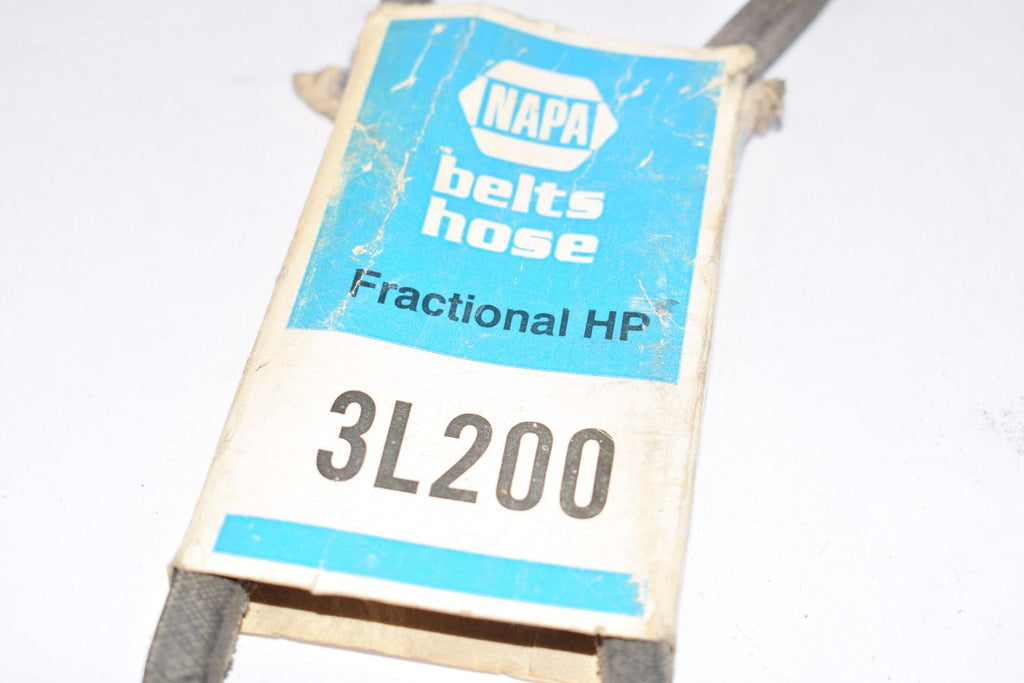 NAPA
belts
hose
Fractional HP
3L200